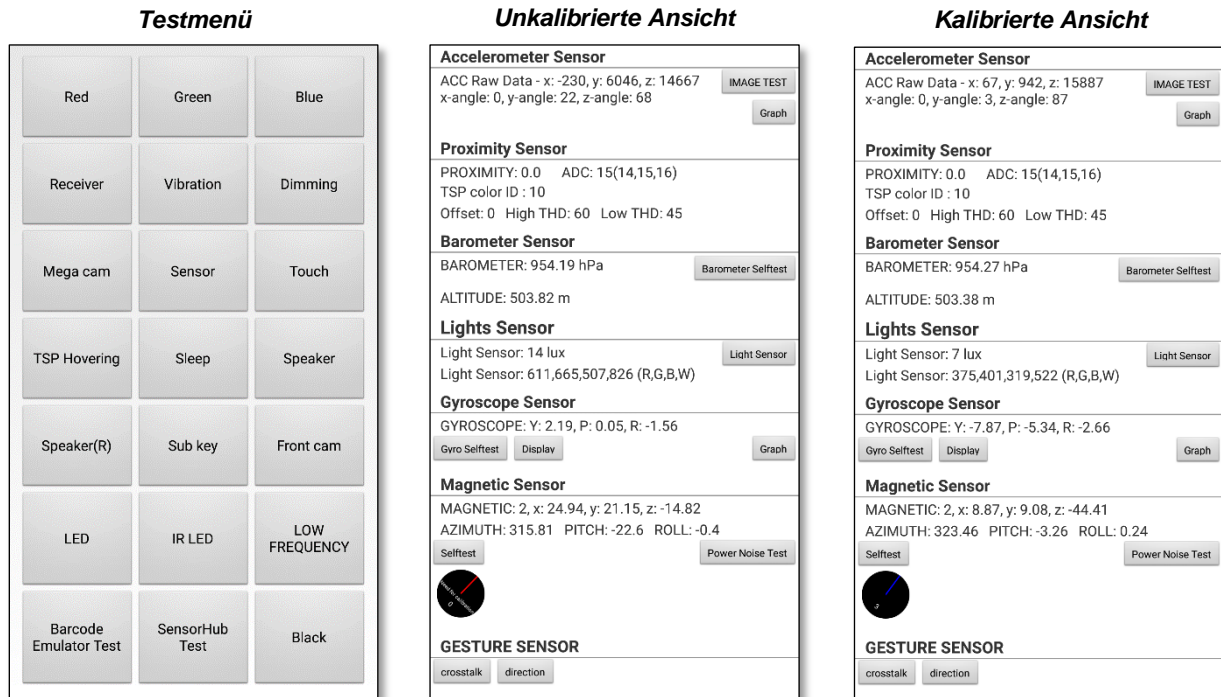 Testmenü
Red
Green
Blue
Receiver
Vibration
Dimming
Mega cam
Sensor
Touch
TSP Hovering
Sleep
Speaker
Speaker(R)
Sub key
Front cam
LED
IR LED
LOW
FREQUENCY
Barcode
Emulator Test
SensorHub
Test
Black
Unkalibrierte Ansicht
Accelerometer Sensor
ACC Raw Data - x: -230, y: 6046, z: 14667
IMAGE TEST
x-angle: 0, y-angle: 22, z-angle: 68
Graph
Proximity Sensor
PROXIMITY: 0.0 ADC: 15(14,15,16)
TSP color ID : 10
Offset: 0 High THD: 60 Low THD: 45
Barometer Sensor
BAROMETER: 954.19 hPa
Barometer Selftest
ALTITUDE: 503.82 m
Lights Sensor
Light Sensor: 14 lux
Light Sensor
Light Sensor: 611,665,507,826 (R,G,B,W)
Gyroscope Sensor
GYROSCOPE: Y: 2.19, P: 0.05, R: -1.56
Gyro Selftest Display Graph
Magnetic Sensor
MAGNETIC: 2, x: 24.94, y: 21.15, z: -14.82
AZIMUTH: 315.81 PITCH: -22.6 ROLL: -0.4
Selftest Power Noise Test
Need for calibration
0
GESTURE SENSOR
crosstalk direction
Kalibrierte Ansicht
Accelerometer Sensor
ACC Raw Data - x: 67, y: 942, z: 15887
IMAGE TEST
x-angle: 0, y-angle: 3, z-angle: 87
Graph
Proximity Sensor
PROXIMITY: 0.0 ADC: 15(14,15,16)
TSP color ID : 10
Offset: 0 High THD: 60 Low THD: 45
Barometer Sensor
BAROMETER: 954.27 hPa
Barometer Selftest
ALTITUDE: 503.38 m
Lights Sensor
Light Sensor: 7 lux
Light Sensor
Light Sensor: 375,401,319,522 (R,G,B,W)
Gyroscope Sensor
GYROSCOPE: Y: -7.87, P: -5.34, R: -2.66
Gyro Selftest Display Graph
Magnetic Sensor
MAGNETIC: 2, x: 8.87, y: 9.08, z: -44.41
AZIMUTH: 323.46 PITCH: -3.26 ROLL: 0.24
Selftest Power Noise Test
3
GESTURE SENSOR
crosstalk direction